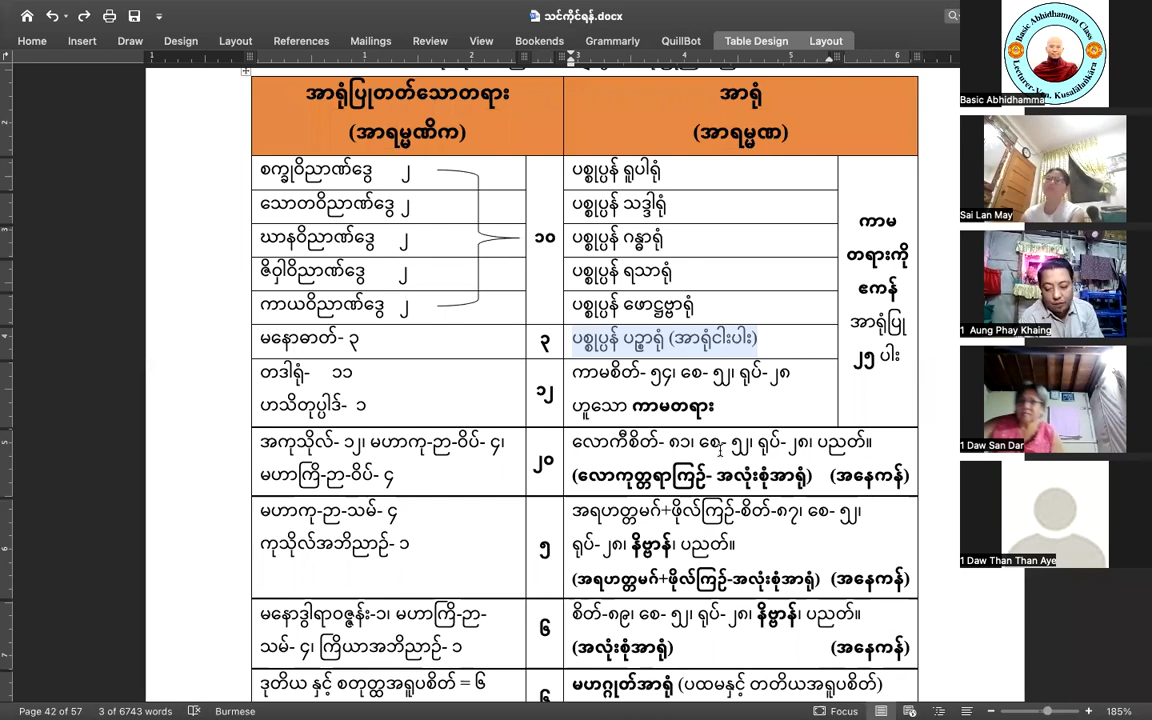 သင်ကိုင်ရန်.docx
Home Insert Draw Design Layout References Mailings Review View Bookends Grammarly QuillBot Table Design Layout
အာရုံပြုတတ်သောတရား
(အာရမ္မဏိက)
အာရုံ
(အာရမ္မဏ)
စက္ခုဝိညာဏ်ဒွေ ၂
ပစ္စုပ္ပန် ရူပါရုံ
သောတဝိညာဏ်ဒွေ ၂
ပစ္စုပ္ပန် သဒ္ဒါရုံ
ဃာနဝိညာဏ်ဒွေ ၂
၁၀
ပစ္စုပ္ပန် ဂန္ဓာရုံ
ဇိဝှါဝိညာဏ်ဒွေ ၂
ပစ္စုပ္ပန် ရသာရုံ
ကာယဝိညာဏ်ဒွေ ၂
ပစ္စုပ္ပန် ဖောဋ္ဌဗ္ဗာရုံ
ကာမ
တရားကို
ဧကန်
အာရုံပြု
၂၅ ပါး
မနောဓာတ်- ၃
၃
ပစ္စုပ္ပန် ပဉ္စာရုံ (အာရုံငါးပါး)
တဒါရုံ- ၁၁
ဟသိတုပ္ပါဒ်- ၁
၁၂
ကာမစိတ်- ၅၄၊ စေ- ၅၂၊ ရုပ်-၂၈
ဟူသော ကာမတရား
အကုသိုလ်- ၁၂၊ မဟာကု-ဉာ-ဝိပ်- ၄၊
မဟာကြိ-ဉာ-ဝိပ်- ၄
၂၀
လောကီစိတ်- ၈၁၊ စေ- ၅၂၊ ရုပ်-၂၈၊ ပညတ်။
(လောကုတ္တရာကြဉ်- အလုံးစုံအာရုံ) (အနေကန်)
မဟာကု-ဉာ-သမ်- ၄
ကုသိုလ်အဘိညာဉ်- ၁
၅
အရဟတ္တမဂ်+ဖိုလ်ကြဉ်-စိတ်-၈၇၊ စေ- ၅၂၊
ရုပ်-၂၈၊ နိဗ္ဗာန်၊ ပညတ်။
(အရဟတ္တမဂ်+ဖိုလ်ကြဉ်-အလုံးစုံအာရုံ) (အနေကန်)
မနောဒွါရာဝဇ္ဇန်း-၁၊ မဟာကြိ-ဉာ-
သမ်- ၄၊ ကြိယာအဘိညာဉ်- ၁
၆
စိတ်-၈၉၊ စေ- ၅၂၊ ရုပ်-၂၈၊ နိဗ္ဗာန်၊ ပညတ်။
(အလုံးစုံအာရုံ) (အနေကန်)
ဒုတိယ နှင့် စတုတ္ထအရူပစိတ် = ၆
၆
မဟဂ္ဂုတ်အာရုံ (ပထမနှင့် တတိယအရူပစိတ်)
Basic Abhidhamma Class
Lecturer-Ven. Kusalālaṅkāra
Basic Abhidhamma
Sai Lan May
1 Aung Phay Khaing
1 Daw San Dar
1 Daw Than Than Aye
Page 42 of 57 3 of 6743 words Burmese Focus 185%